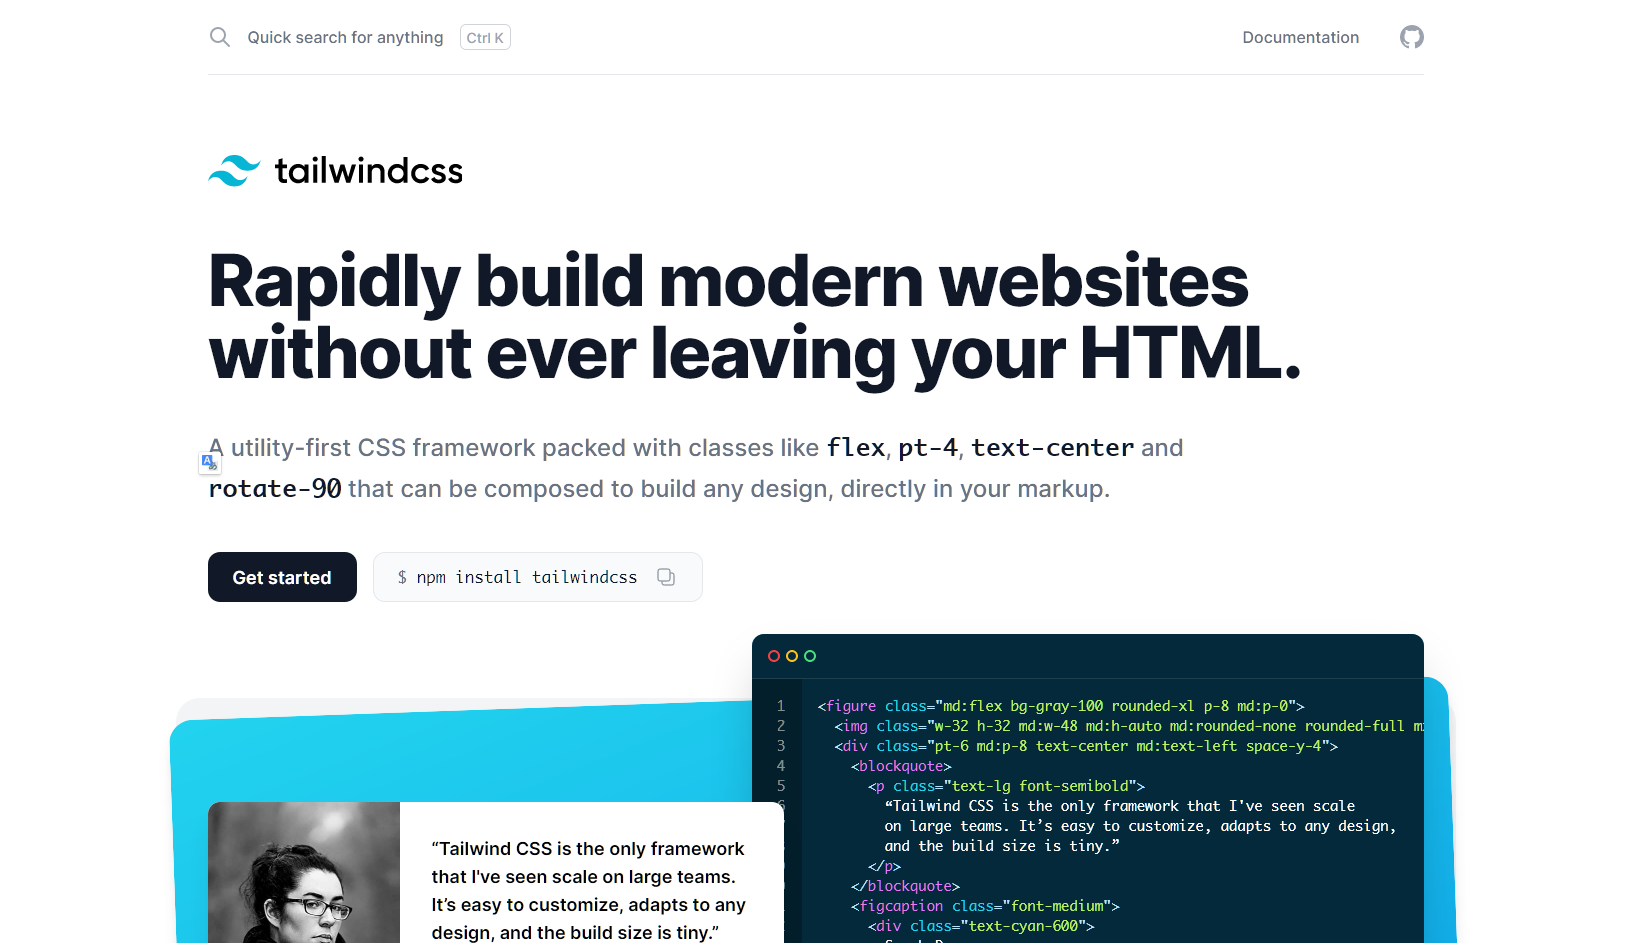 Quick search for anything Ctrl K Documentation
tailwindcss
Rapidly build modern websites
without ever leaving your HTML.
A utility-first CSS framework packed with classes like flex, pt-4, text-center and
rotate-90 that can be composed to build any design, directly in your markup.
Get started $ npm install tailwindcss
1 <figure class="md:flex bg-gray-100 rounded-xl p-8 md:p-0">
2 <img class="w-32 h-32 md:w-48 md:h-auto md:rounded-none rounded-full
3 <div class="pt-6 md:p-8 text-center md:text-left space-y-4">
4 <blockquote>
5 <p class="text-lg font-semibold">
“Tailwind CSS is the only framework that I've seen scale
on large teams. It’s easy to customize, adapts to any design,
and the build size is tiny.”
</p>
</blockquote>
<figcaption class="font-medium">
<div class="text-cyan-600">
“Tailwind CSS is the only framework
that I've seen scale on large teams.
It’s easy to customize, adapts to any
design, and the build size is tiny.”